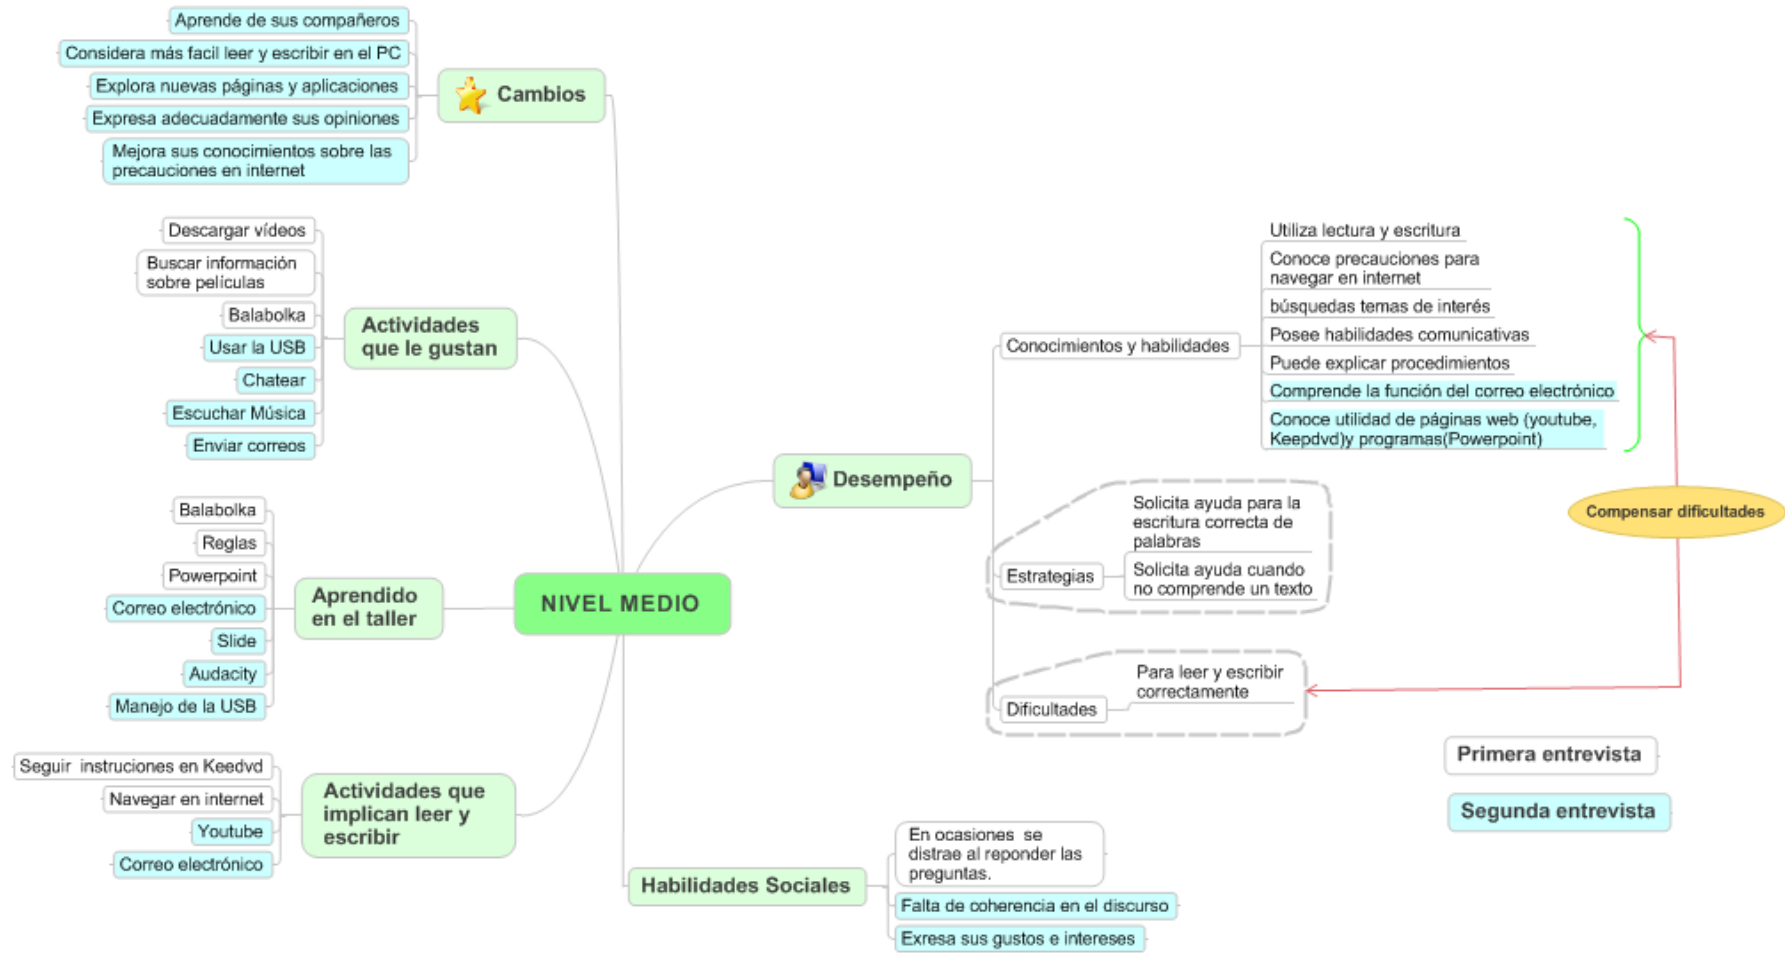 Aprende de sus compañeros
Considera más facil leer y escribir en el PC
Explora nuevas páginas y aplicaciones
Expresa adecuadamente sus opiniones
Mejora sus conocimientos sobre las
precauciones en internet
Cambios
Descargar vídeos
Buscar información
sobre películas
Balabolka
Usar la USB
Chatear
Escuchar Música
Enviar correos
Actividades
que le gustan
Balabolka
Reglas
Powerpoint
Correo electrónico
Slide
Audacity
Manejo de la USB
Aprendido
en el taller
Seguir instruciones en Keedvd
Navegar en internet
Youtube
Correo electrónico
Actividades que
implican leer y
escribir
NIVEL MEDIO
Desempeño
Conocimientos y habilidades
Utiliza lectura y escritura
Conoce precauciones para
navegar en internet
búsquedas temas de interés
Posee habilidades comunicativas
Puede explicar procedimientos
Comprende la función del correo electrónico
Conoce utilidad de páginas web (youtube,
Keepdvd)y programas(Powerpoint)
Estrategias
Solicita ayuda para la
escritura correcta de
palabras
Solicita ayuda cuando
no comprende un texto
Dificultades
Para leer y escribir
correctamente
Compensar dificultades
Habilidades Sociales
En ocasiones se
distrae al reponder las
preguntas.
Falta de coherencia en el discurso
Exresa sus gustos e intereses
Primera entrevista
Segunda entrevista